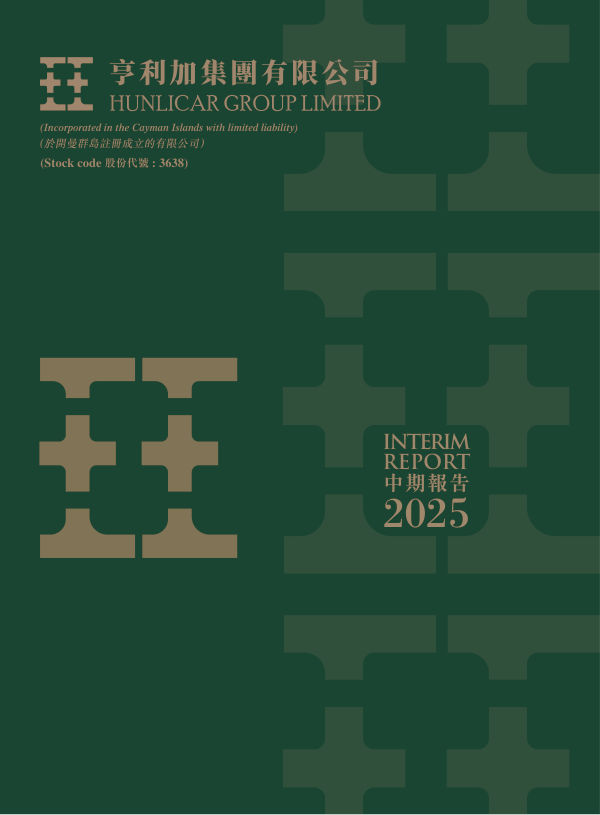 亨利加集團有限公司
HUNLICAR GROUP LIMITED
(Incorporated in the Cayman Islands with limited liability)
(於開曼群島註冊成立的有限公司)
(Stock code 股份代號 : 3638)
INTERIM
REPORT
中期報告
2025